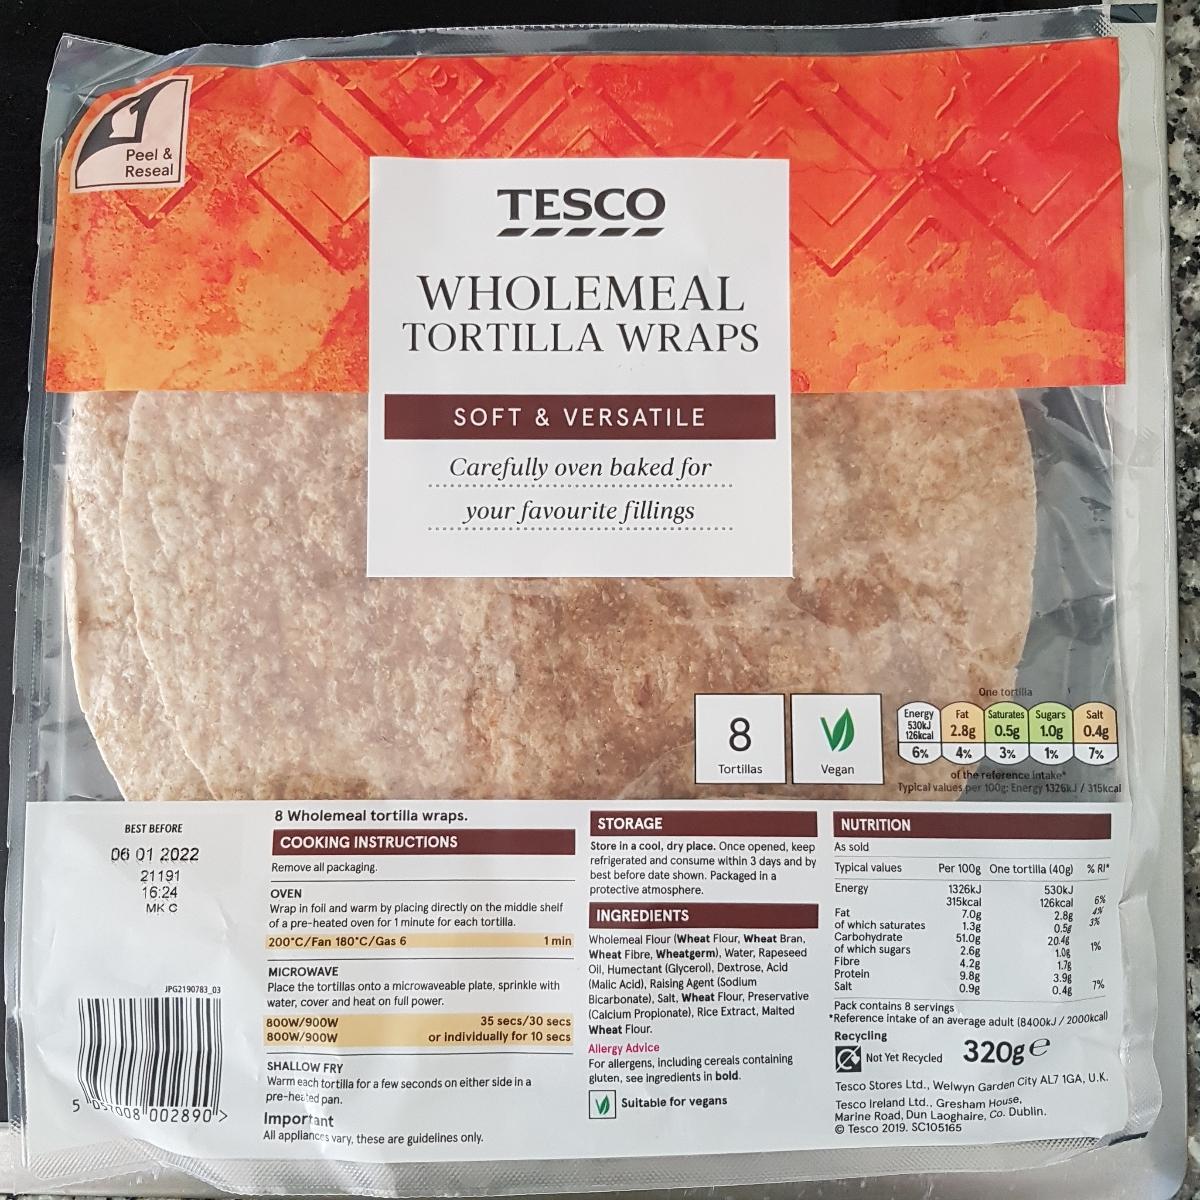 Peel &
Reseal
TESCO
WHOLEMEAL
TORTILLA WRAPS
SOFT & VERSATILE
Carefully oven baked for
your favourite fillings
8
Tortillas
Vegan
One tortilla
Energy
530kJ
126kcal
6%
Fat
2.8g
4%
Saturates
0.5g
3%
Sugars
1.0g
1%
Salt
0.4g
7%
of the reference intake*
Typical values per 100g: Energy 1326kJ / 315kcal
BEST BEFORE
06 01 2022
21191
16:24
MK C
JPG2190783_03
002890
8 Wholemeal tortilla wraps.
COOKING INSTRUCTIONS
Remove all packaging.
OVEN
Wrap in foil and warm by placing directly on the middle shelf
of a pre-heated oven for 1 minute for each tortilla.
200°C/Fan 180°C/Gas 6 1 min
MICROWAVE
Place the tortillas onto a microwaveable plate, sprinkle with
water, cover and heat on full power.
800W/900W 35 secs/30 secs
800W/900W or individually for 10 secs
SHALLOW FRY
Warm each tortilla for a few seconds on either side in a
pre-heated pan.
Important
All appliances vary, these are guidelines only.
STORAGE
Store in a cool, dry place. Once opened, keep
refrigerated and consume within 3 days and by
best before date shown. Packaged in a
protective atmosphere.
INGREDIENTS
Wholemeal Flour (Wheat Flour, Wheat Bran,
Wheat Fibre, Wheatgerm), Water, Rapeseed
Oil, Humectant (Glycerol), Dextrose, Acid
(Malic Acid), Raising Agent (Sodium
Bicarbonate), Salt, Wheat Flour, Preservative
(Calcium Propionate), Rice Extract, Malted
Wheat Flour.
Allergy Advice
For allergens, including cereals containing
gluten, see ingredients in bold.
Suitable for vegans
NUTRITION
As sold
Typical values Per 100g One tortilla (40g) % RI*
Energy 1326kJ 530kJ
315kcal 126kcal 6%
Fat 7.0g 2.8g 4%
of which saturates 1.3g 0.5g 3%
Carbohydrate 51.0g 20.4g
of which sugars 2.6g 1.0g 1%
Fibre 4.2g 1.7g
Protein 9.8g 3.9g
Salt 0.9g 0.4g 7%
Pack contains 8 servings
*Reference intake of an average adult (8400kJ / 2000kcal)
Recycling
Not Yet Recycled
320g e
Tesco Stores Ltd., Welwyn Garden City AL7 1GA, U.K.
Tesco Ireland Ltd., Gresham House,
Marine Road, Dun Laoghaire, Co. Dublin.
© Tesco 2019. SC105165